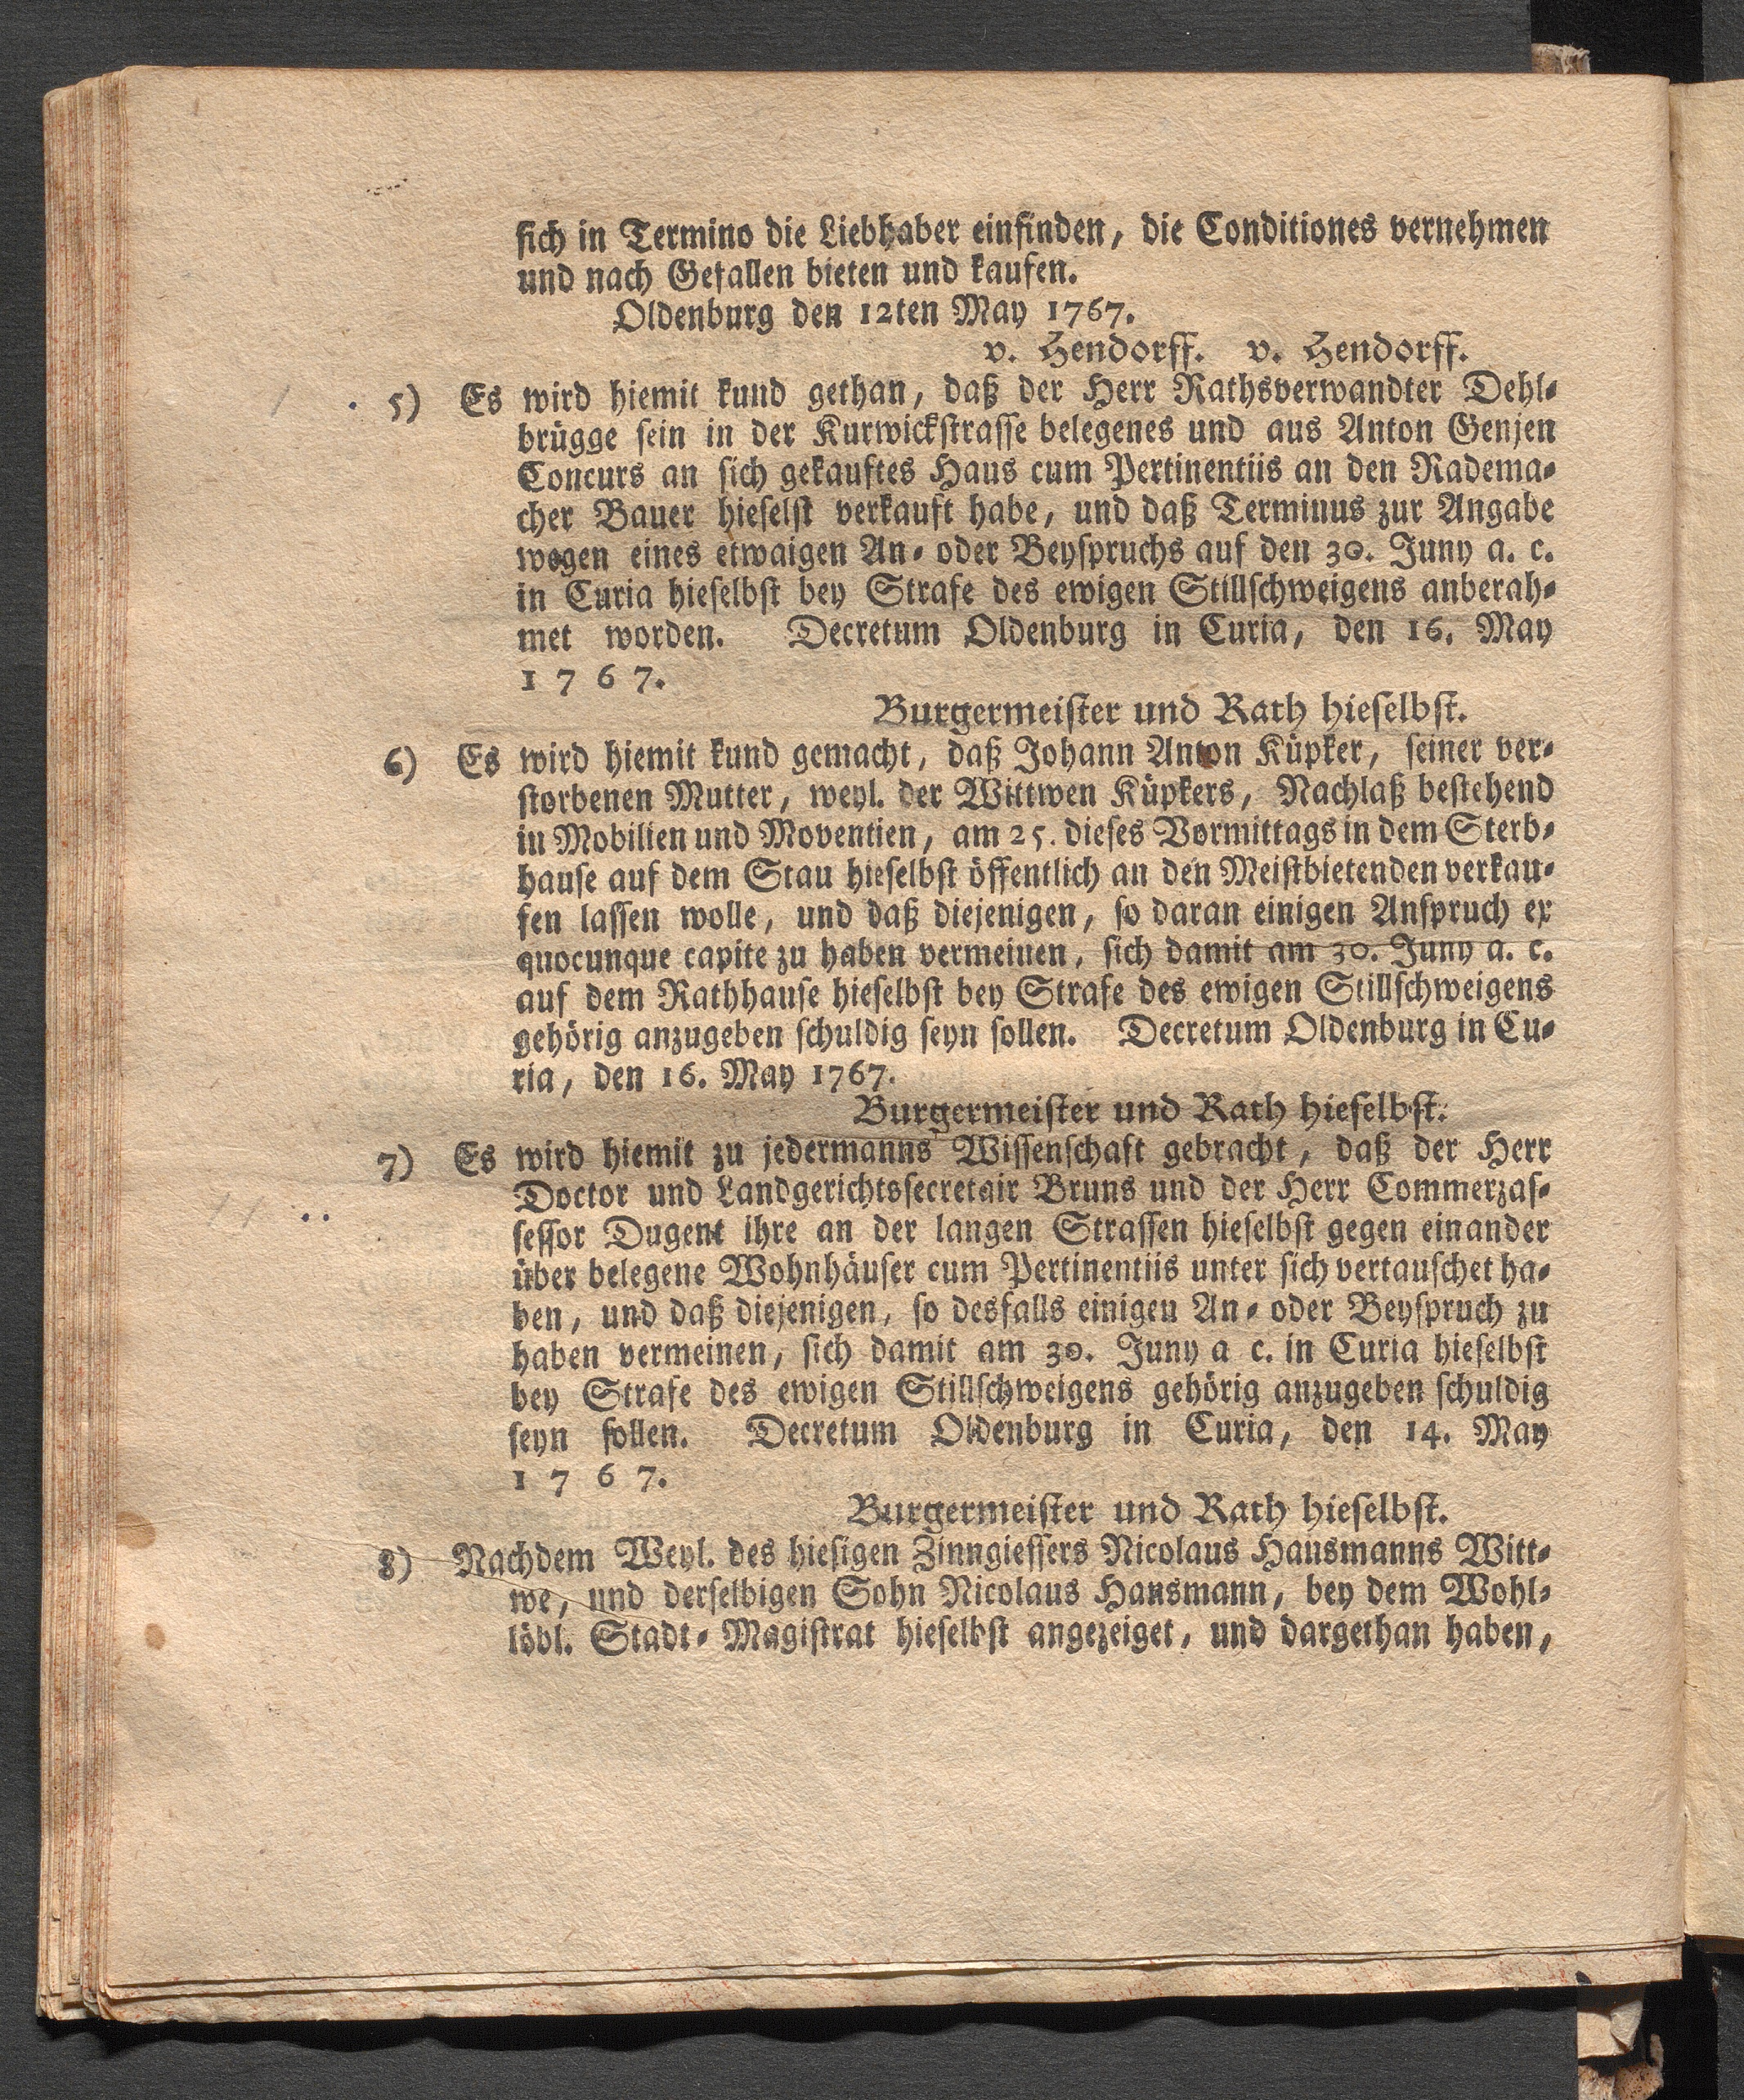 sich in Termino die Liebhaber einfinden, die Conditiones vernehmen
und nach Gefallen bieten und kaufen.
Oldenburg den 12ten May 1767.
v. Hendorff. v. Hendorff.
5) Es wird hiemit kund gethan, daß der Herr Rathsverwandter Dehl-
brügge sein in der Kurwickstrasse belegenes und aus Anton Genjen
Concurs an sich gekauftes Haus cum Pertinentiis an den Radema-
cher Bauer hieselst verkauft habe, und daß Terminus zur Angabe
wegen eines etwaigen An- oder Beyspruchs auf den 30. Juny a. c.
in Curia hieselbst bey Strafe des ewigen Stillschweigens anberah-
met worden. Decretum Oldenburg in Curia, den 16. May
1767.
Burgermeister und Rath hieselbst.
6) Es wird hiemit kund gemacht, daß Johann Anton Küpker, seiner ver-
storbenen Mutter, weyl. der Wittwen Küpkers, Nachlaß bestehend
in Mobilien und Moventien, am 25. dieses Vormittags in dem Sterb-
hause auf dem Stau hieselbst öffentlich an den Meistbietenden verkau-
fen lassen wolle, und daß diejenigen, so daran einigen Anspruch ex
quocunque capite zu haben vermeinen, sich damit am 30. Juny a. c.
auf dem Rathhause hieselbst bey Strafe des ewigen Stillschweigens
gehörig anzugeben schuldig seyn sollen. Decretum Oldenburg in Cu-
ria, den 16. May 1767.
Burgermeister und Rath hieselbst.
7) Es wird hiemit zu jedermanns Wissenschaft gebracht, daß der Herr
Doctor und Landgerichtssecretair Bruns und der Herr Commerzas-
sessor Dugent ihre an der langen Strassen hieselbst gegen einander
über belegene Wohnhäuser cum Pertinentiis unter sich vertauschet ha-
ben, und daß diejenigen, so desfalls einigen An- oder Beyspruch zu
haben vermeinen, sich damit am 30. Juny a c. in Curia hieselbst
bey Strafe des ewigen Stillschweigens gehörig anzugeben schuldig
seyn sollen. Decretum Oldenburg in Curia, den 14. May
1767.
Burgermeister und Rath hieselbst.
8) Nachdem Weyl. des hiesigen Zinngiessers Nicolaus Hausmanns Witt-
we, und derselbigen Sohn Nicolaus Hausmann, bey dem Wohl-
löbl. Stadt- Magistrat hieselbst angezeiget, und dargethan haben,